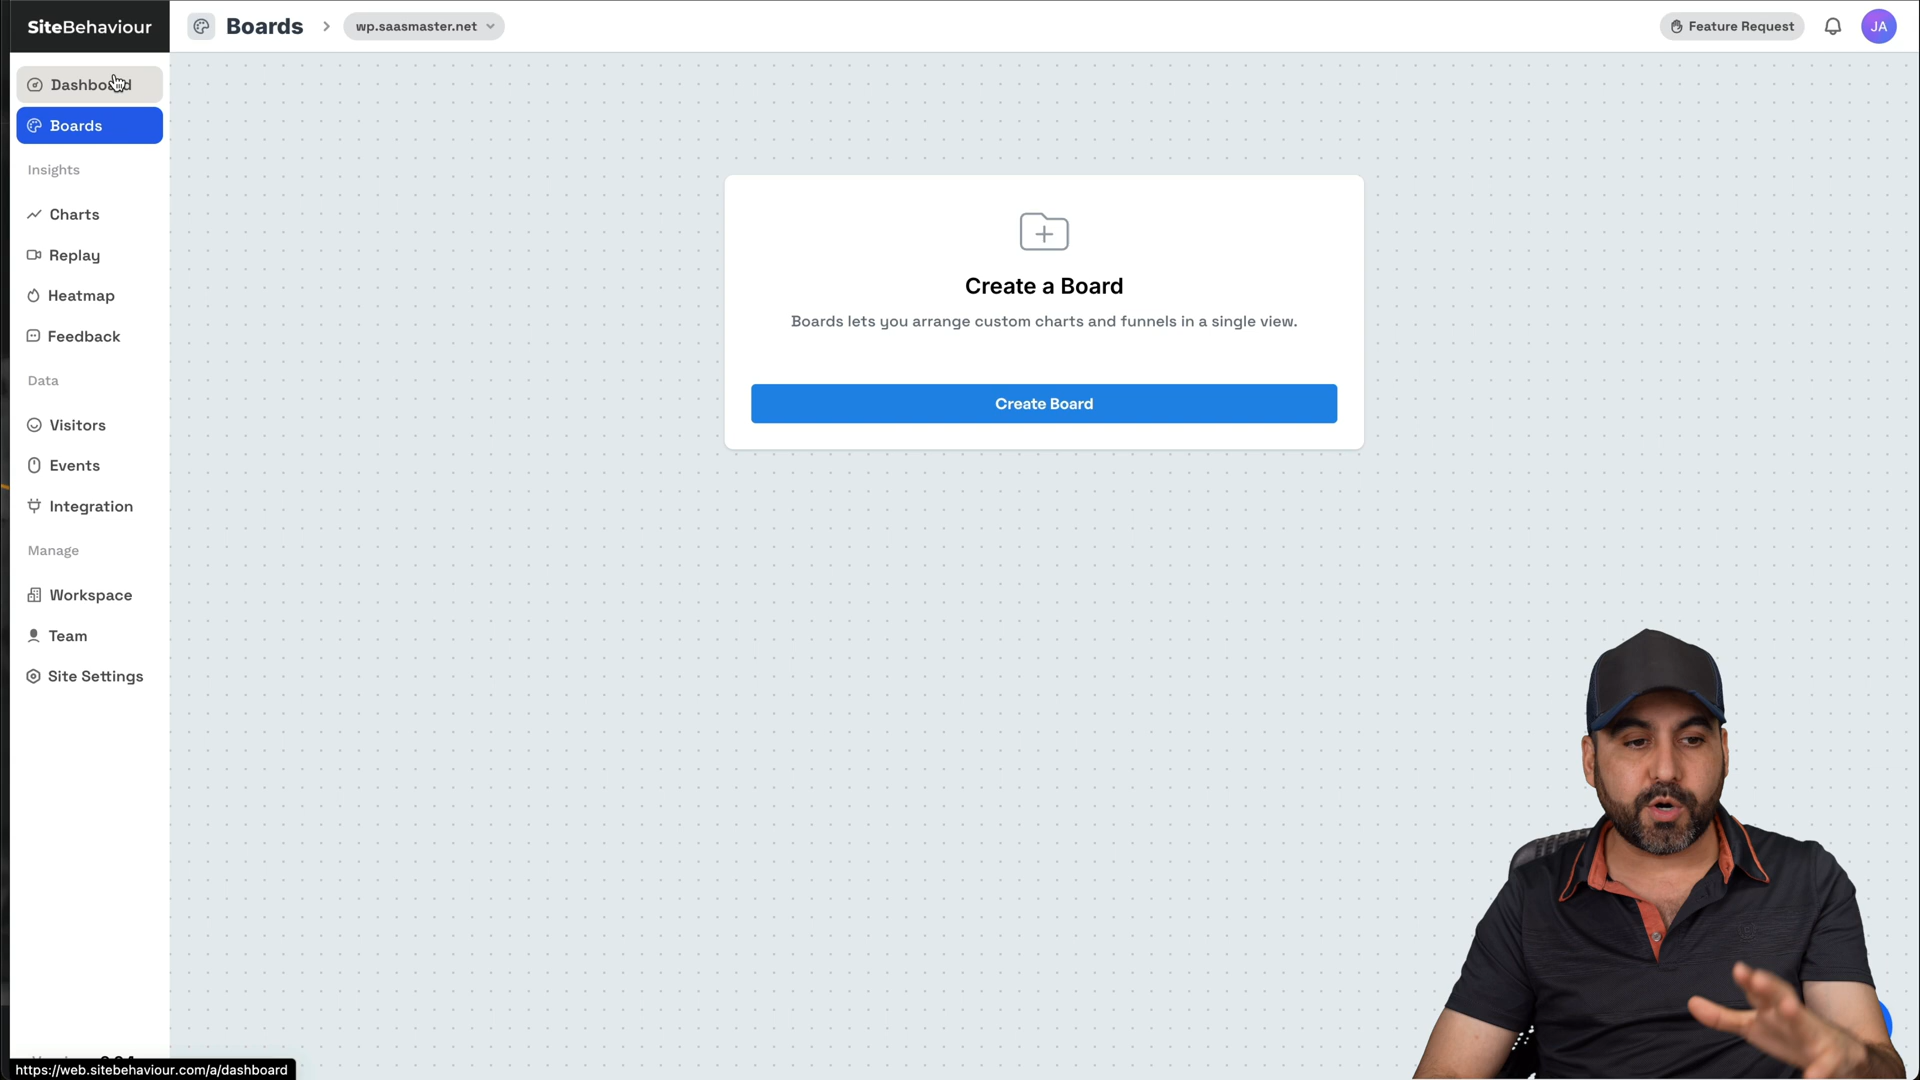 SiteBehaviour
Boards
wp.saasmaster.net
Feature Request
JA
Dashboard
Boards
Insights
Charts
Replay
Heatmap
Feedback
Data
Visitors
Events
Integration
Manage
Workspace
Team
Site Settings
Create a Board
Boards lets you arrange custom charts and funnels in a single view.
Create Board
https://web.sitebehaviour.com/a/dashboard